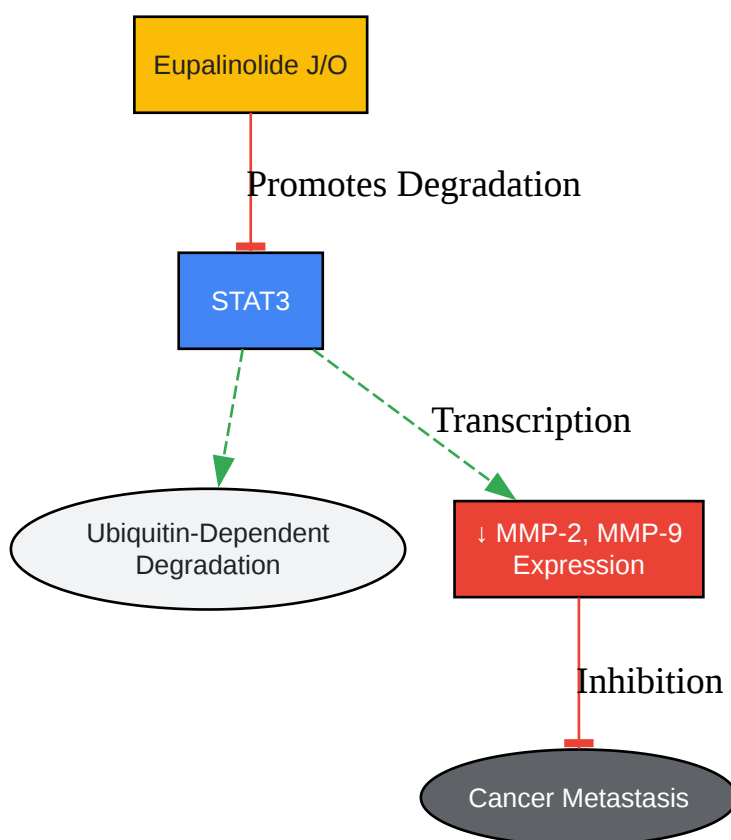 Eupalinolide J/O
Promotes Degradation
STAT3
Transcription
Ubiquitin-Dependent
Degradation
↓ MMP-2, MMP-9
Expression
Inhibition
Cancer Metastasis